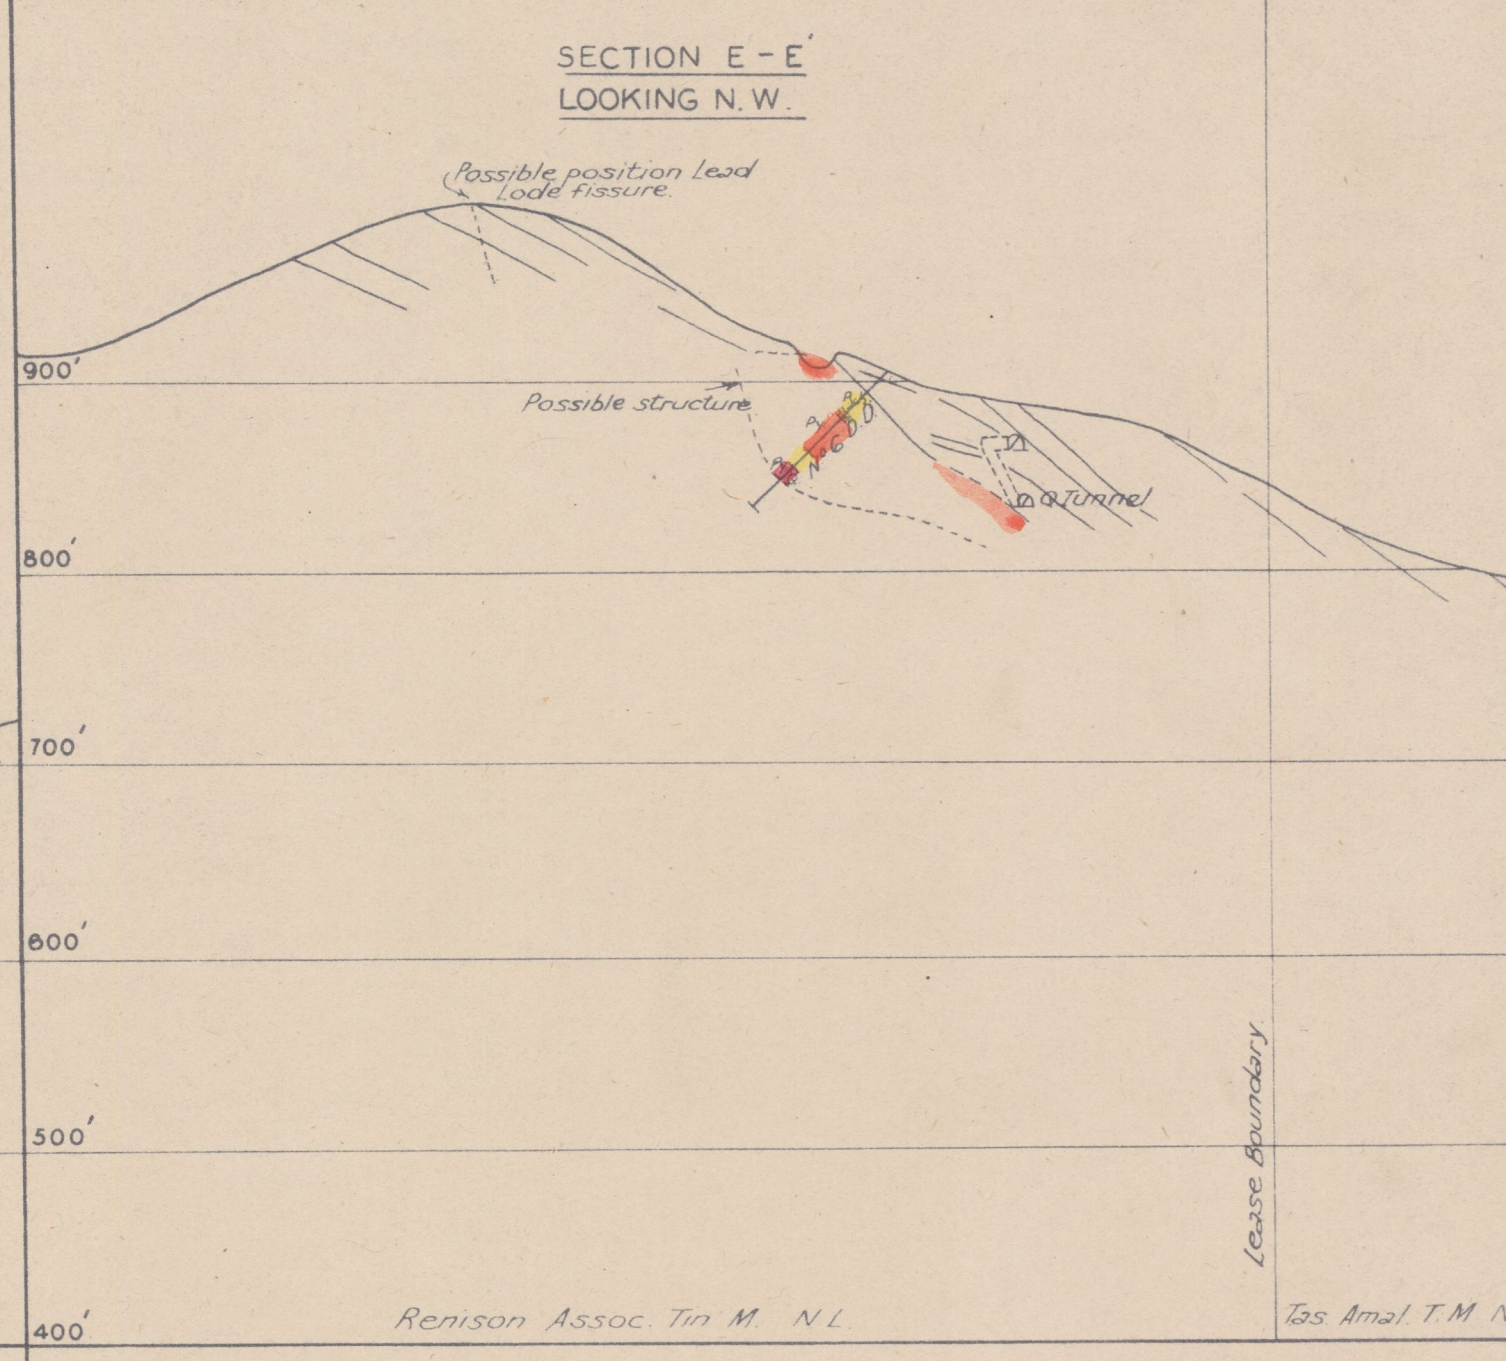 SECTION E-E'
LOOKING N.W.
Possible position Lead
Lode fissure.
900'
Possible structure
No 6 D.D.
Q Tunnel
800'
700'
600'
500'
Lease Boundary
Renison Assoc. Tin M. N L.
Tas. Amal. T.M N
400'